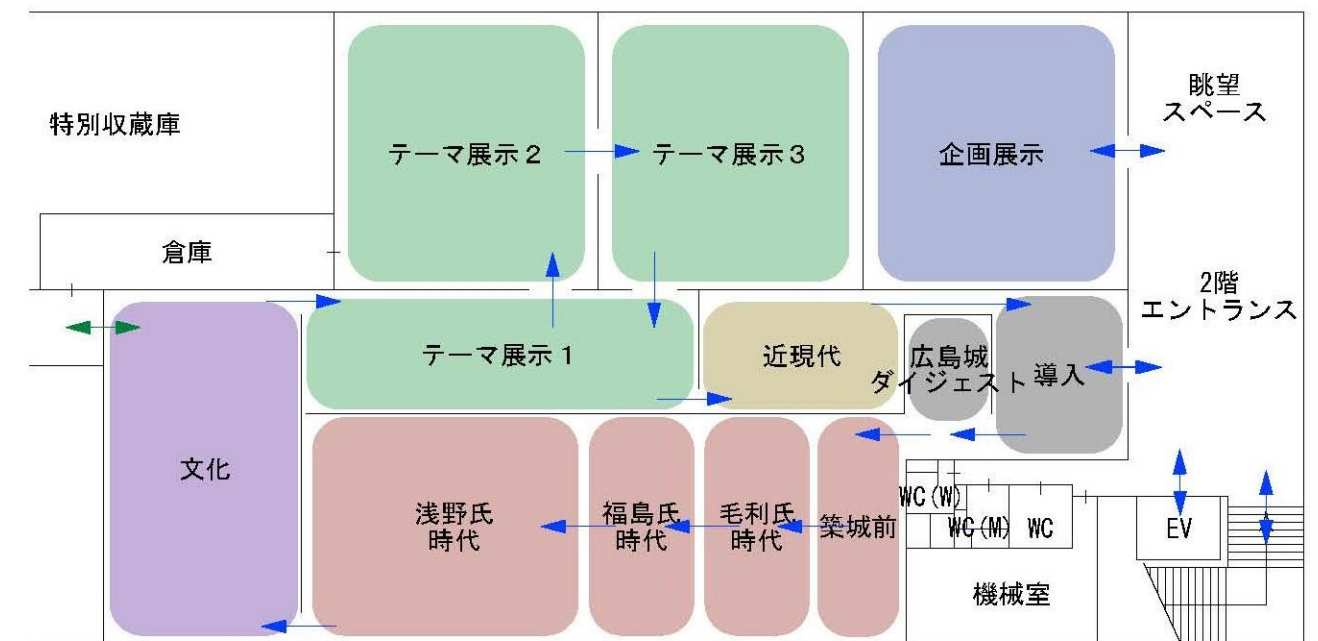 眺望
スペース
特別収蔵庫
テーマ展示2
テーマ展示3
企画展示
倉庫
2階
エントランス
テーマ展示1
近現代
広島城
ダイジェスト
導入
文化
浅野氏
時代
福島氏
時代
毛利氏
時代
築城前
WC(W)
WC(M)
WC
EV
機械室